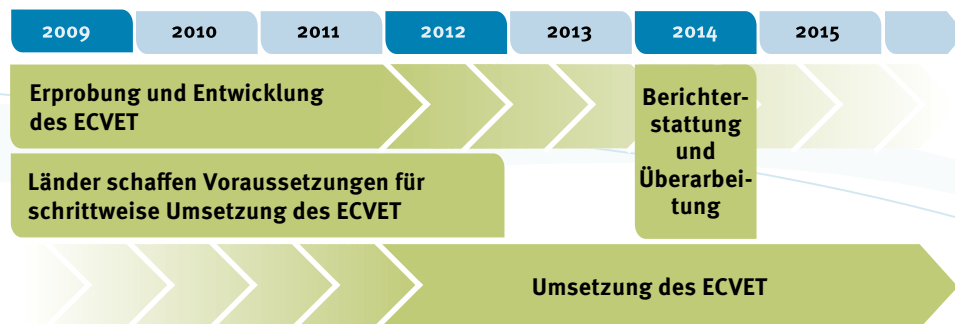 2009 2010 2011 2012 2013 2014 2015
Erprobung und Entwicklung
des ECVET
Berichter-
stattung
und
Überarbei-
tung
Länder schaffen Voraussetzungen für
schrittweise Umsetzung des ECVET
Umsetzung des ECVET